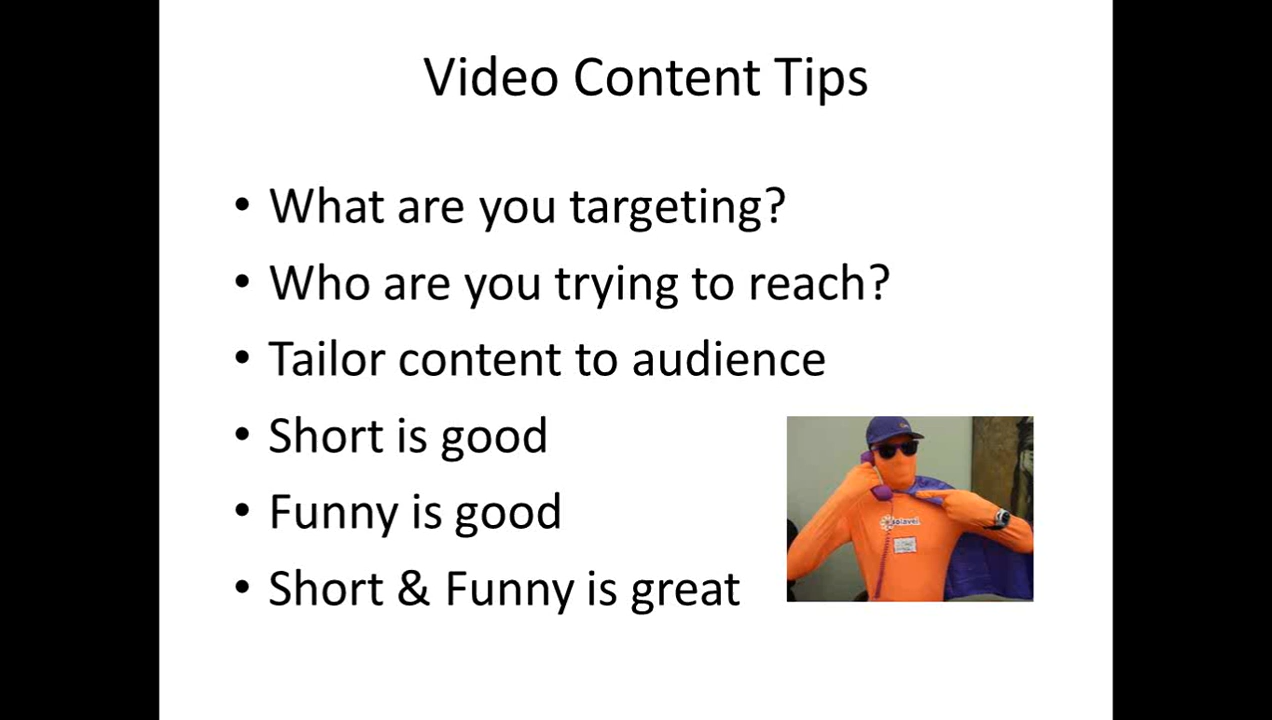 Video Content Tips
• What are you targeting?
• Who are you trying to reach?
• Tailor content to audience
• Short is good
• Funny is good
• Short & Funny is great